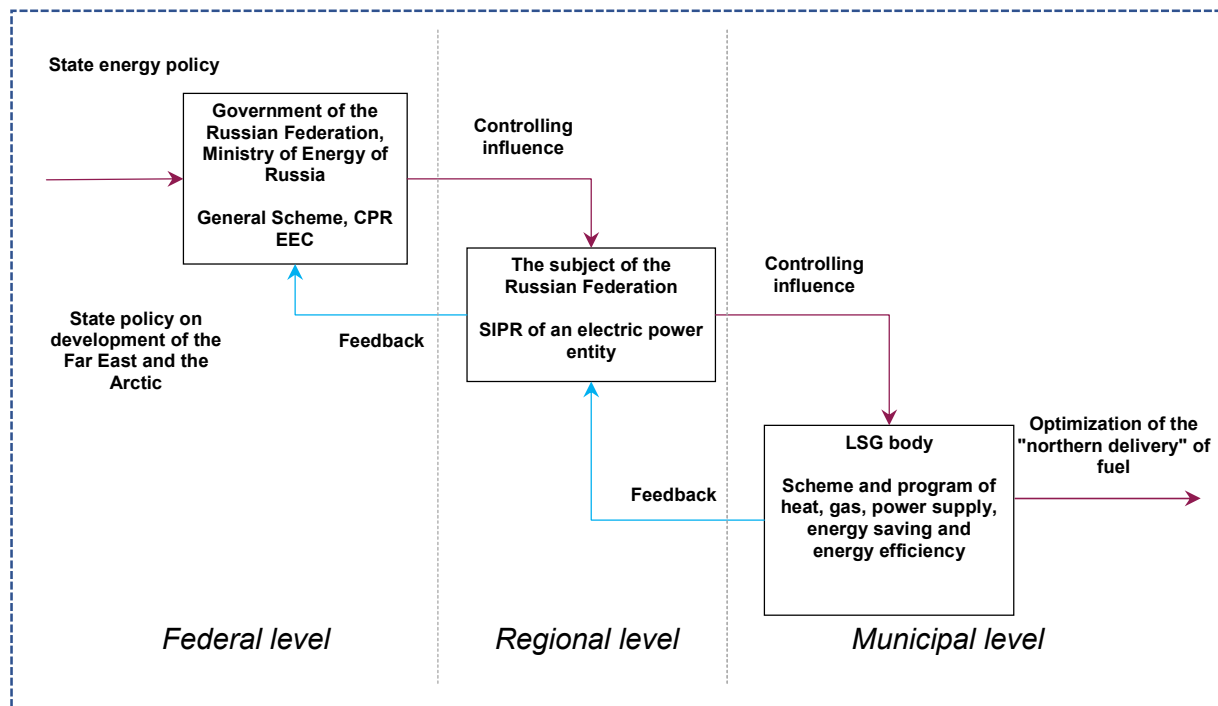 State energy policy
Government of the
Russian Federation,
Ministry of Energy of
Russia
General Scheme, CPR
EEC
Controlling
influence
The subject of the
Russian Federation
SIPR of an electric power
entity
Controlling
influence
State policy on
development of the
Far East and the
Arctic
Feedback
LSG body
Scheme and program of
heat, gas, power supply,
energy saving and
energy efficiency
Optimization of the
"northern delivery" of
fuel
Feedback
Federal level
Regional level
Municipal level